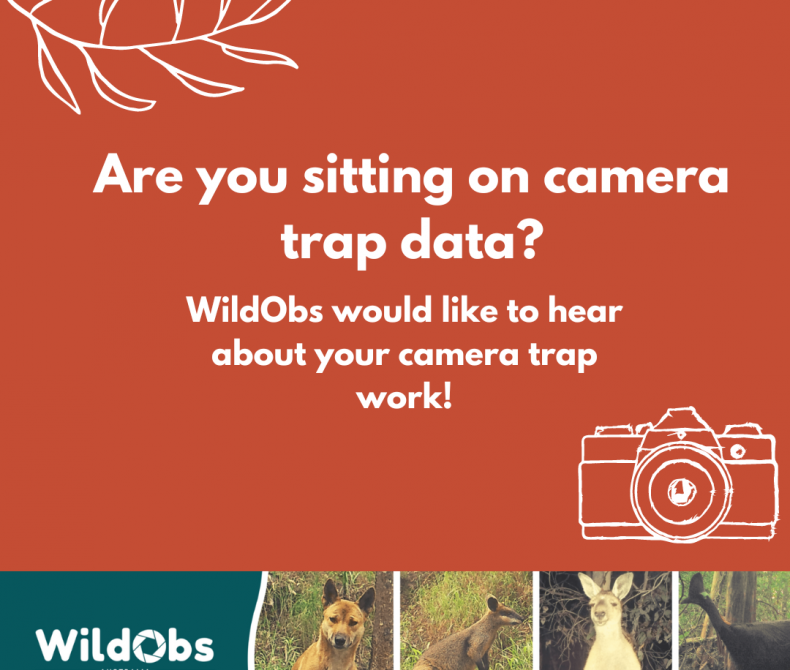 Are you sitting on camera
trap data?
WildObs would like to hear
about your camera trap
work!
WildObs